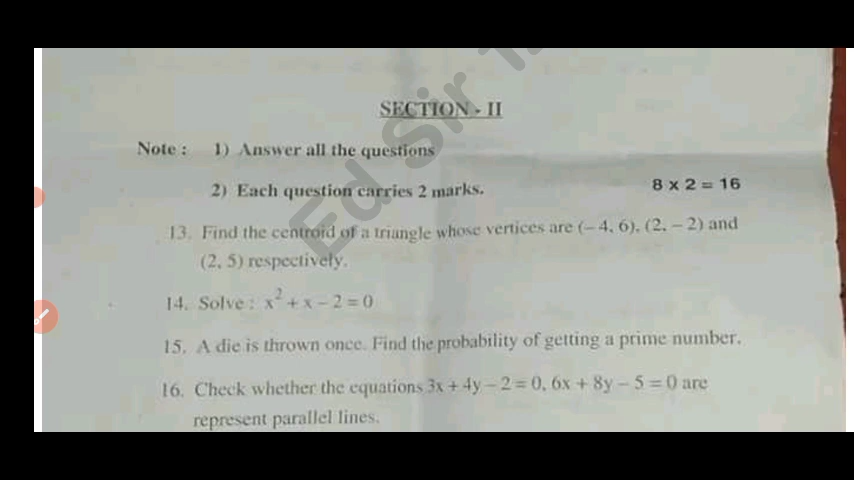 SECTION - II
Note : 1) Answer all the questions
2) Each question carries 2 marks. 8 x 2 = 16
13. Find the centroid of a triangle whose vertices are (– 4, 6), (2, – 2) and
(2, 5) respectively.
14. Solve : x² + x – 2 = 0
15. A die is thrown once. Find the probability of getting a prime number.
16. Check whether the equations 3x + 4y – 2 = 0, 6x + 8y – 5 = 0 are
represent parallel lines.
Ed Sir